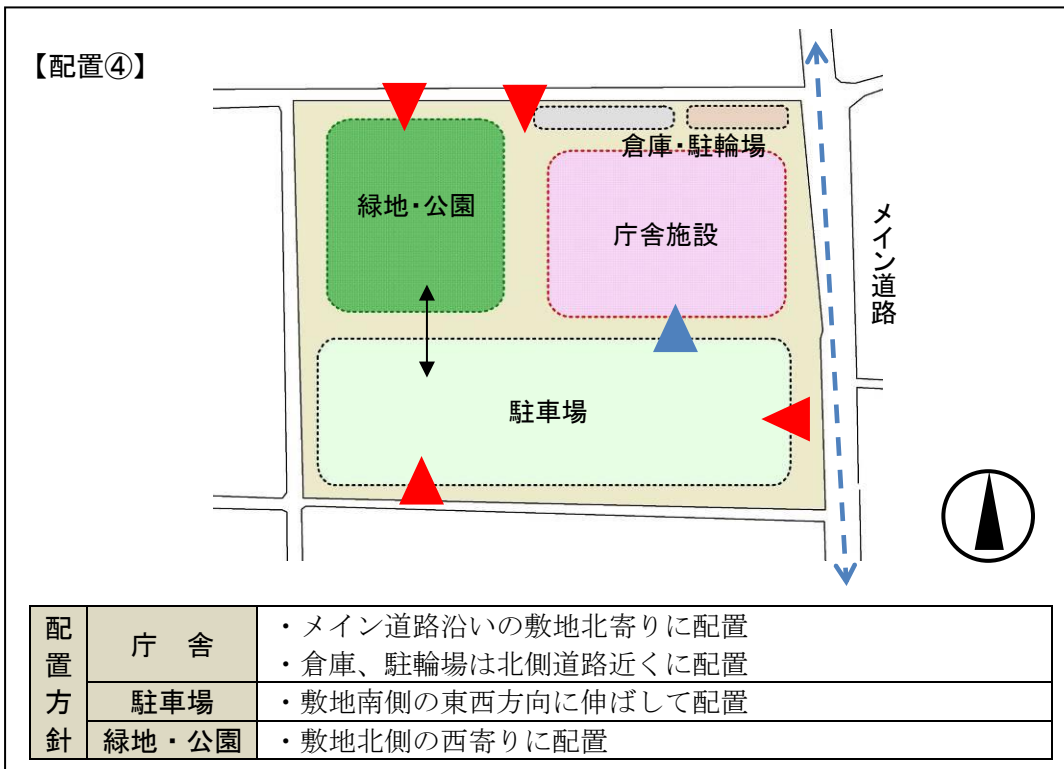 【配置④】
倉庫・駐輪場
緑地・公園
庁舎施設
メイン道路
駐車場
配置方針
庁 舎
・メイン道路沿いの敷地北寄りに配置
・倉庫、駐輪場は北側道路近くに配置
駐車場
・敷地南側の東西方向に伸ばして配置
緑地・公園
・敷地北側の西寄りに配置